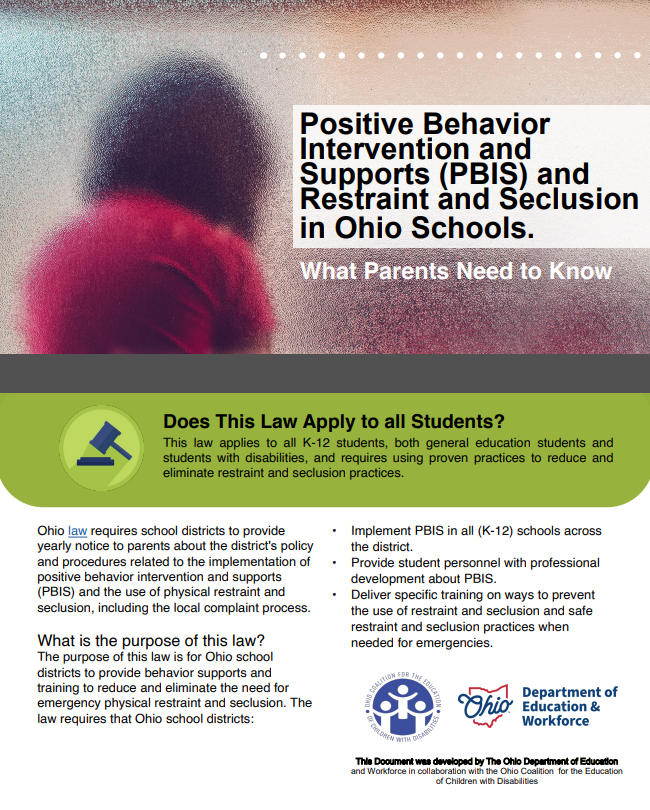 Positive Behavior
Intervention and
Supports (PBIS) and
Restraint and Seclusion
in Ohio Schools.
What Parents Need to Know
Does This Law Apply to all Students?
This law applies to all K-12 students, both general education students and
students with disabilities, and requires using proven practices to reduce and
eliminate restraint and seclusion practices.
Ohio law requires school districts to provide
yearly notice to parents about the district's policy
and procedures related to the implementation of
positive behavior intervention and supports
(PBIS) and the use of physical restraint and
seclusion, including the local complaint process.
What is the purpose of this law?
The purpose of this law is for Ohio school
districts to provide behavior supports and
training to reduce and eliminate the need for
emergency physical restraint and seclusion. The
law requires that Ohio school districts:
• Implement PBIS in all (K-12) schools across
the district.
• Provide student personnel with professional
development about PBIS.
• Deliver specific training on ways to prevent
the use of restraint and seclusion and safe
restraint and seclusion practices when
needed for emergencies.
OHIO COALITION FOR THE EDUCATION
OF CHILDREN WITH DISABILITIES
Ohio
Department of
Education &
Workforce
This Document was developed by The Ohio Department of Education
and Workforce in collaboration with the Ohio Coalition for the Education
of Children with Disabilities